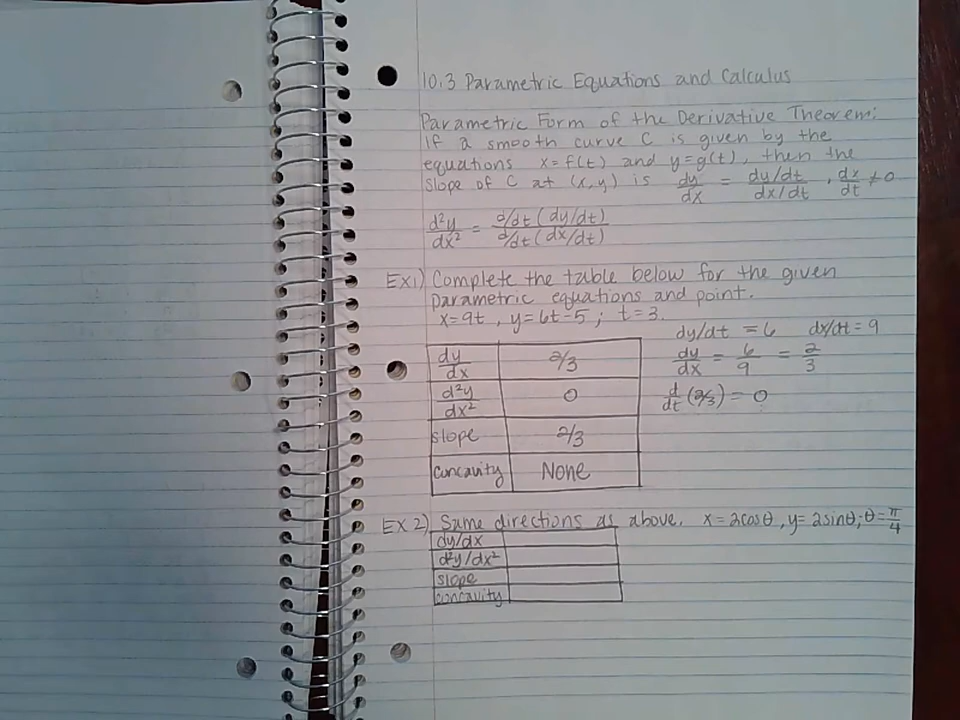 10.3 Parametric Equations and Calculus
Parametric Form of the Derivative Theorem:
If a smooth curve C is given by the
equations x=f(t) and y=g(t), then the
slope of C at (x,y) is dy/dx = (dy/dt)/(dx/dt), dx/dt ≠ 0
d²y/dx² = (d/dt (dy/dt))/(d/dt (dx/dt))
EX1) Complete the table below for the given
parametric equations and point.
x=9t, y=6t-5; t=3.
dy/dt = 6 dx/dt = 9
dy/dx 2/3
dy/dx = 6/9 = 2/3
d²y/dx² 0
d/dt (2/3) = 0
slope 2/3
concavity None
EX 2) Same directions as above. x=2cosθ, y=2sinθ; θ=π/4
dy/dx
d²y/dx²
slope
concavity